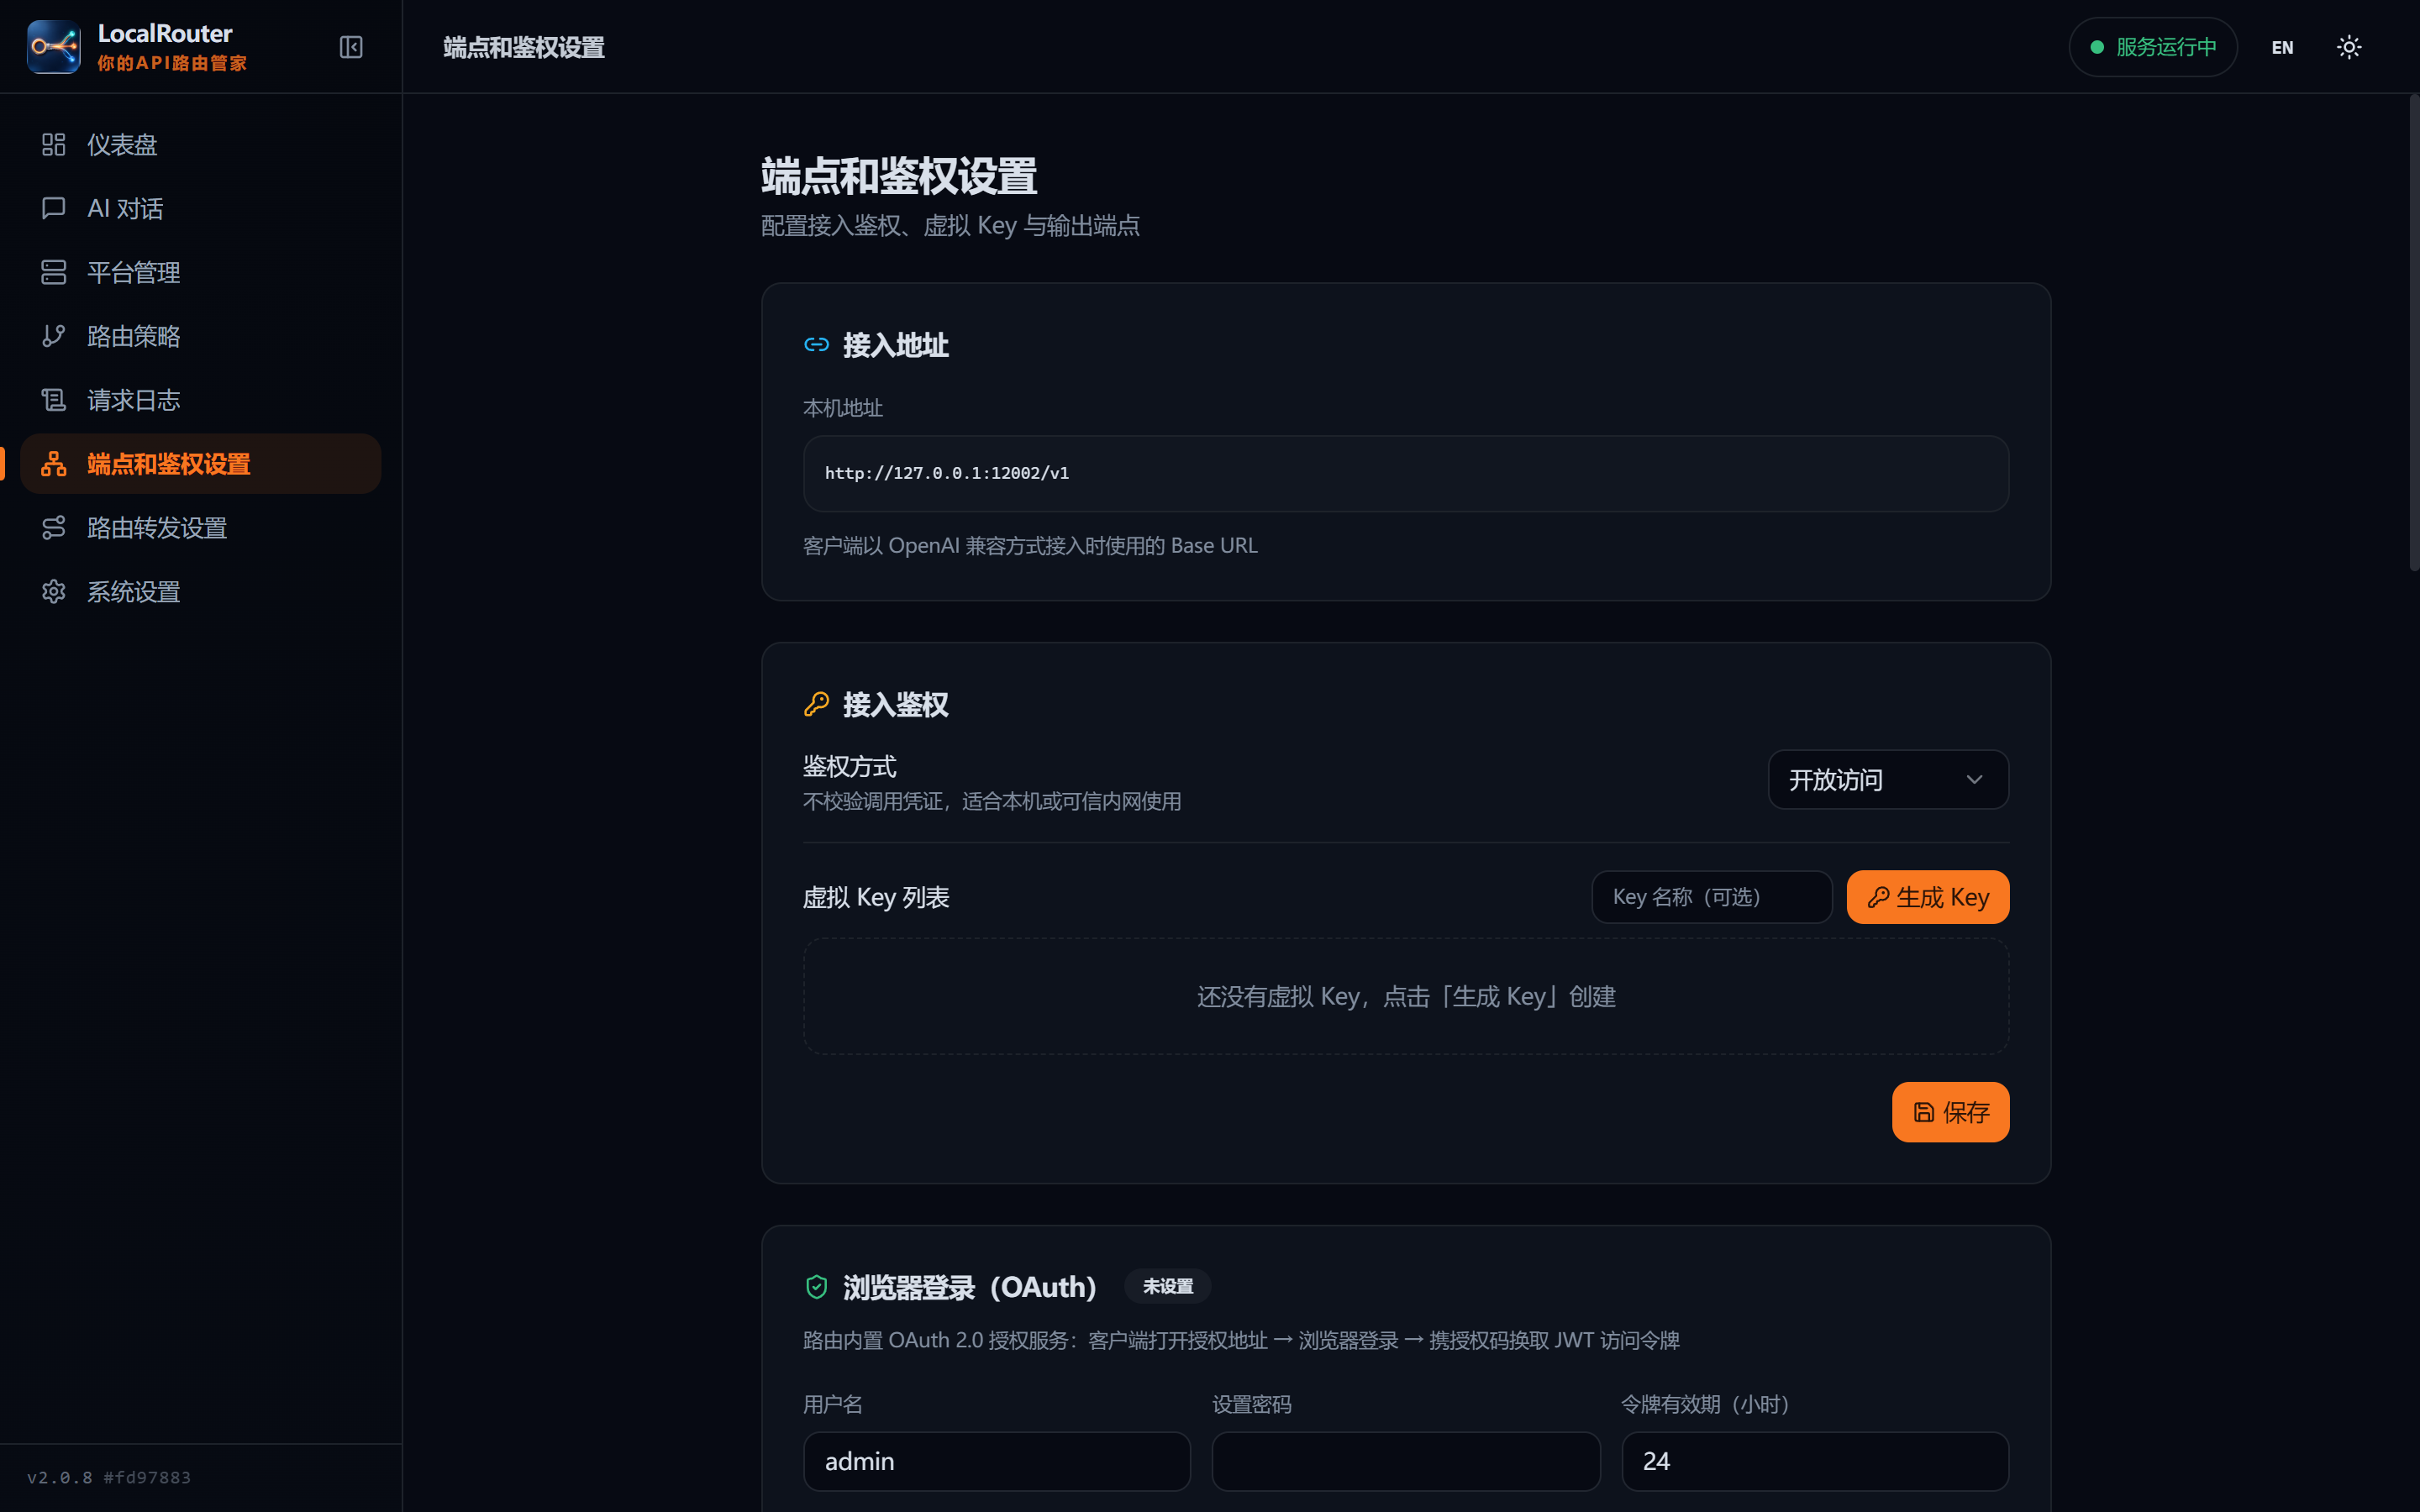 LocalRouter
你的API路由管家
端点和鉴权设置
服务运行中
EN
仪表盘
AI 对话
平台管理
路由策略
请求日志
端点和鉴权设置
路由转发设置
系统设置
v2.0.8 #fd97883
端点和鉴权设置
配置接入鉴权、虚拟 Key 与输出端点
接入地址
本机地址
http://127.0.0.1:12002/v1
客户端以 OpenAI 兼容方式接入时使用的 Base URL
接入鉴权
鉴权方式
不校验调用凭证，适合本机或可信内网使用
开放访问
虚拟 Key 列表
Key 名称（可选）
生成 Key
还没有虚拟 Key，点击「生成 Key」创建
保存
浏览器登录（OAuth）
未设置
路由内置 OAuth 2.0 授权服务：客户端打开授权地址 → 浏览器登录 → 携授权码换取 JWT 访问令牌
用户名
设置密码
令牌有效期（小时）
admin
24